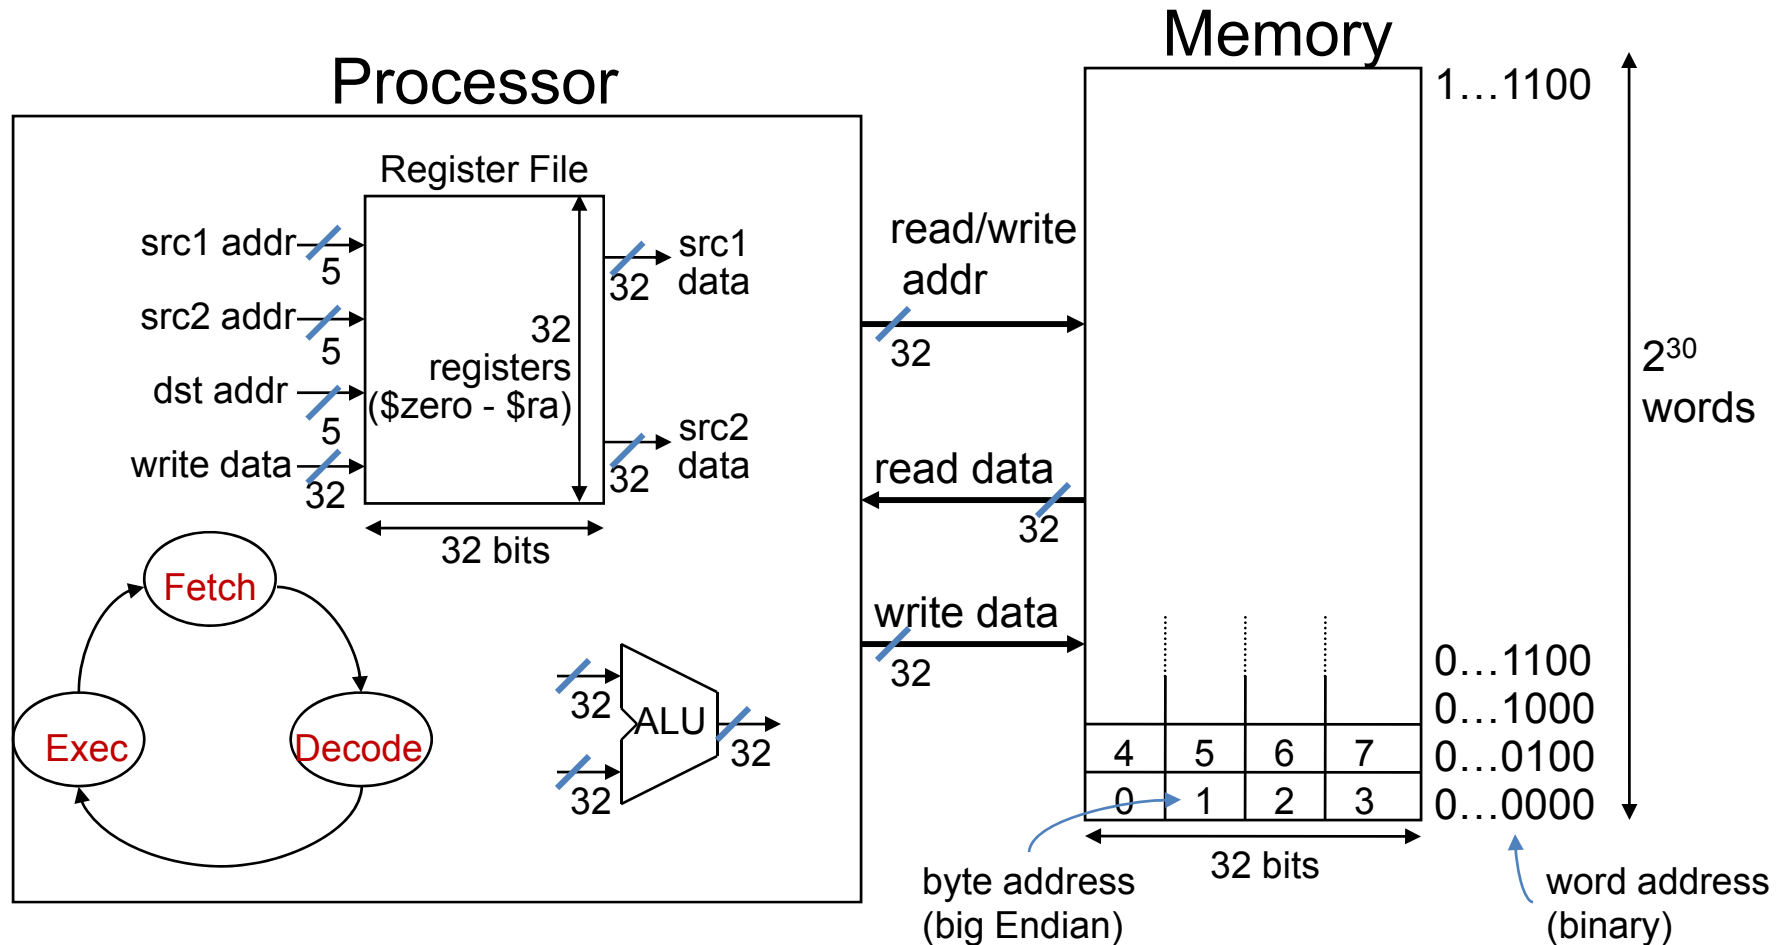 Processor
Register File
src1 addr
5
src2 addr
5
dst addr
5
write data
32
32
registers
($zero - $ra)
32 bits
src1
data
32
src2
data
32
Fetch
Decode
Exec
32
32
ALU
32
read/write
addr
32
read data
32
write data
32
Memory
1…1100
2³⁰
words
0…1100
0…1000
4 5 6 7
0…0100
0 1 2 3
0…0000
32 bits
byte address
(big Endian)
word address
(binary)